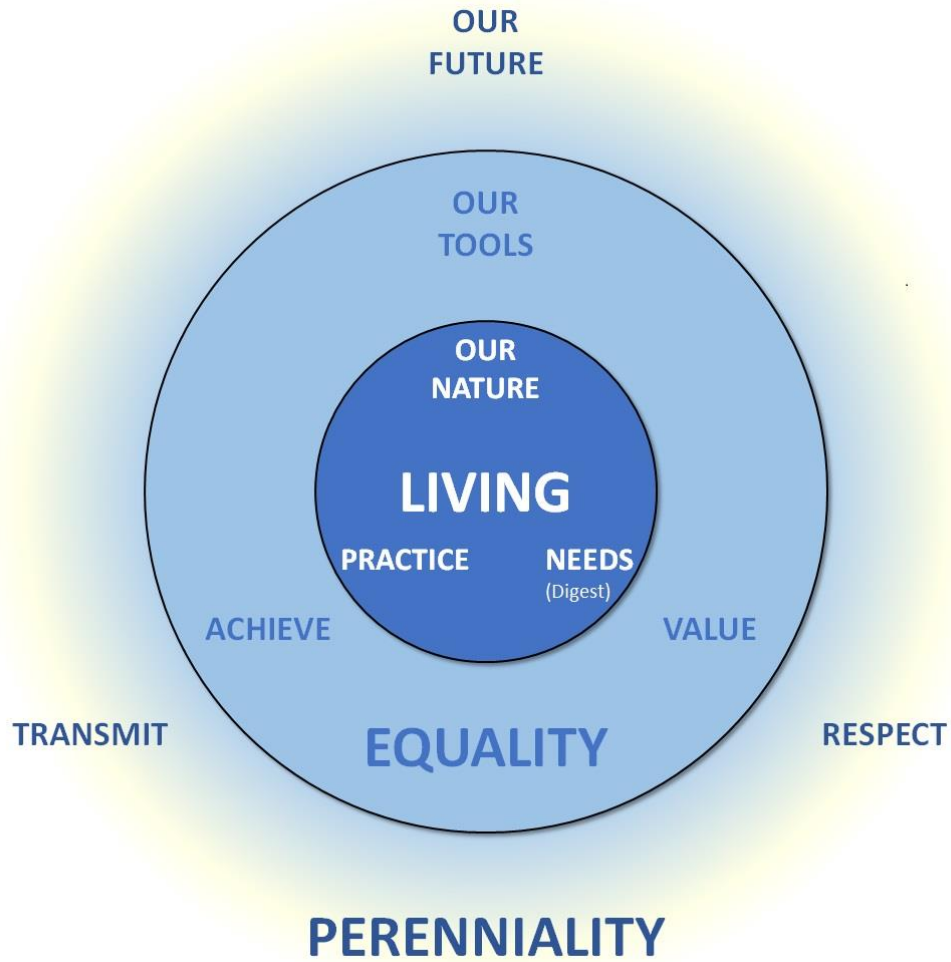 OUR
FUTURE
OUR
TOOLS
OUR
NATURE
LIVING
PRACTICE NEEDS
(Digest)
ACHIEVE VALUE
TRANSMIT RESPECT
EQUALITY
PERENNIALITY